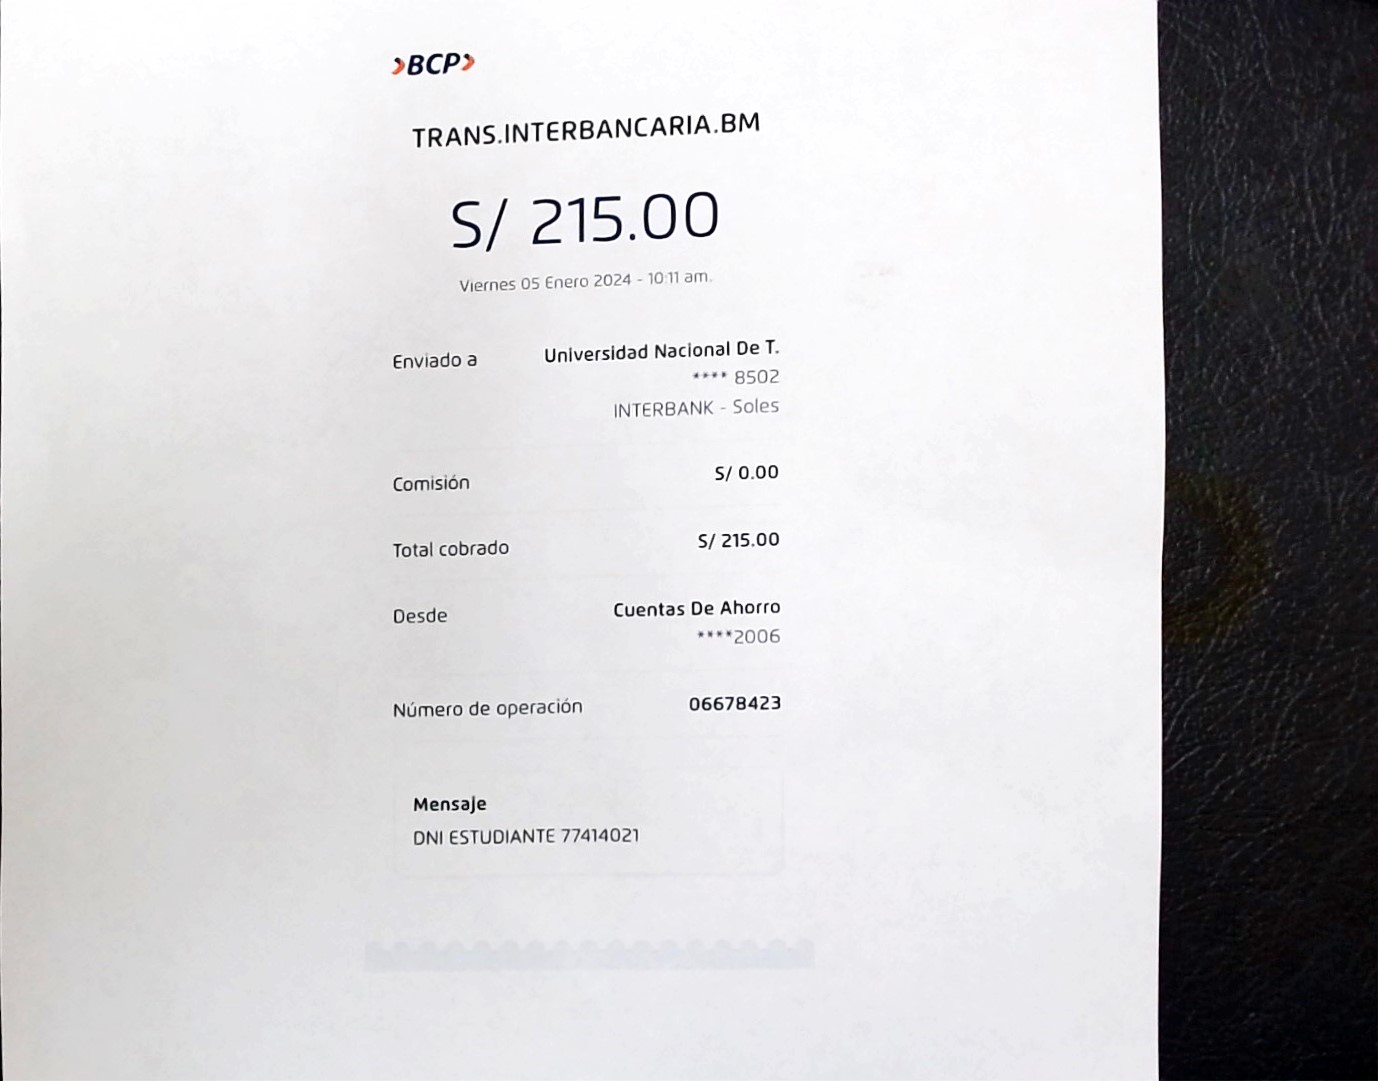 BCP
TRANS.INTERBANCARIA.BM
S/ 215.00
Viernes 05 Enero 2024 - 10:11 am.
Enviado a Universidad Nacional De T.
**** 8502
INTERBANK - Soles
Comisión S/ 0.00
Total cobrado S/ 215.00
Desde Cuentas De Ahorro
****2006
Número de operación 06678423
Mensaje
DNI ESTUDIANTE 77414021